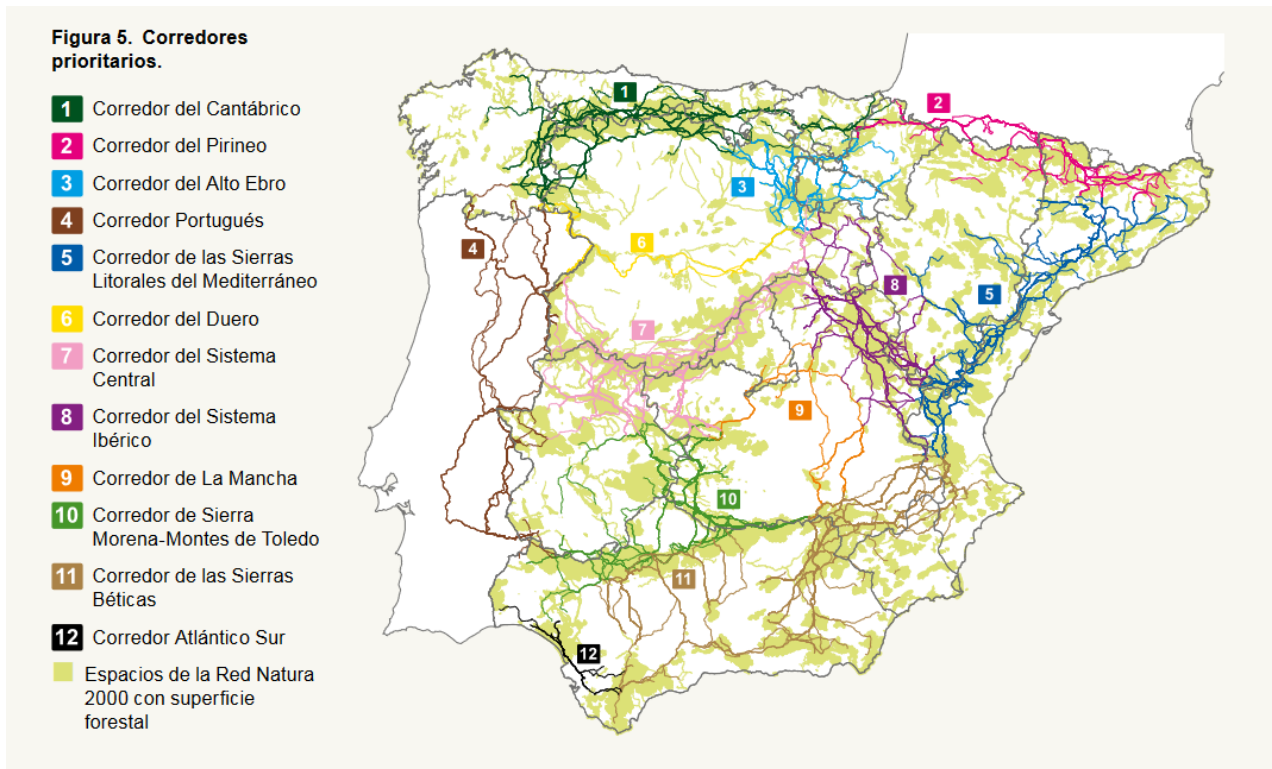 Figura 5. Corredores
prioritarios.
1 Corredor del Cantábrico
2 Corredor del Pirineo
3 Corredor del Alto Ebro
4 Corredor Portugués
5 Corredor de las Sierras
Litorales del Mediterráneo
6 Corredor del Duero
7 Corredor del Sistema
Central
8 Corredor del Sistema
Ibérico
9 Corredor de La Mancha
10 Corredor de Sierra
Morena-Montes de Toledo
11 Corredor de las Sierras
Béticas
12 Corredor Atlántico Sur
Espacios de la Red Natura
2000 con superficie
forestal
1
2
3
4
6
8
5
7
9
10
11
12